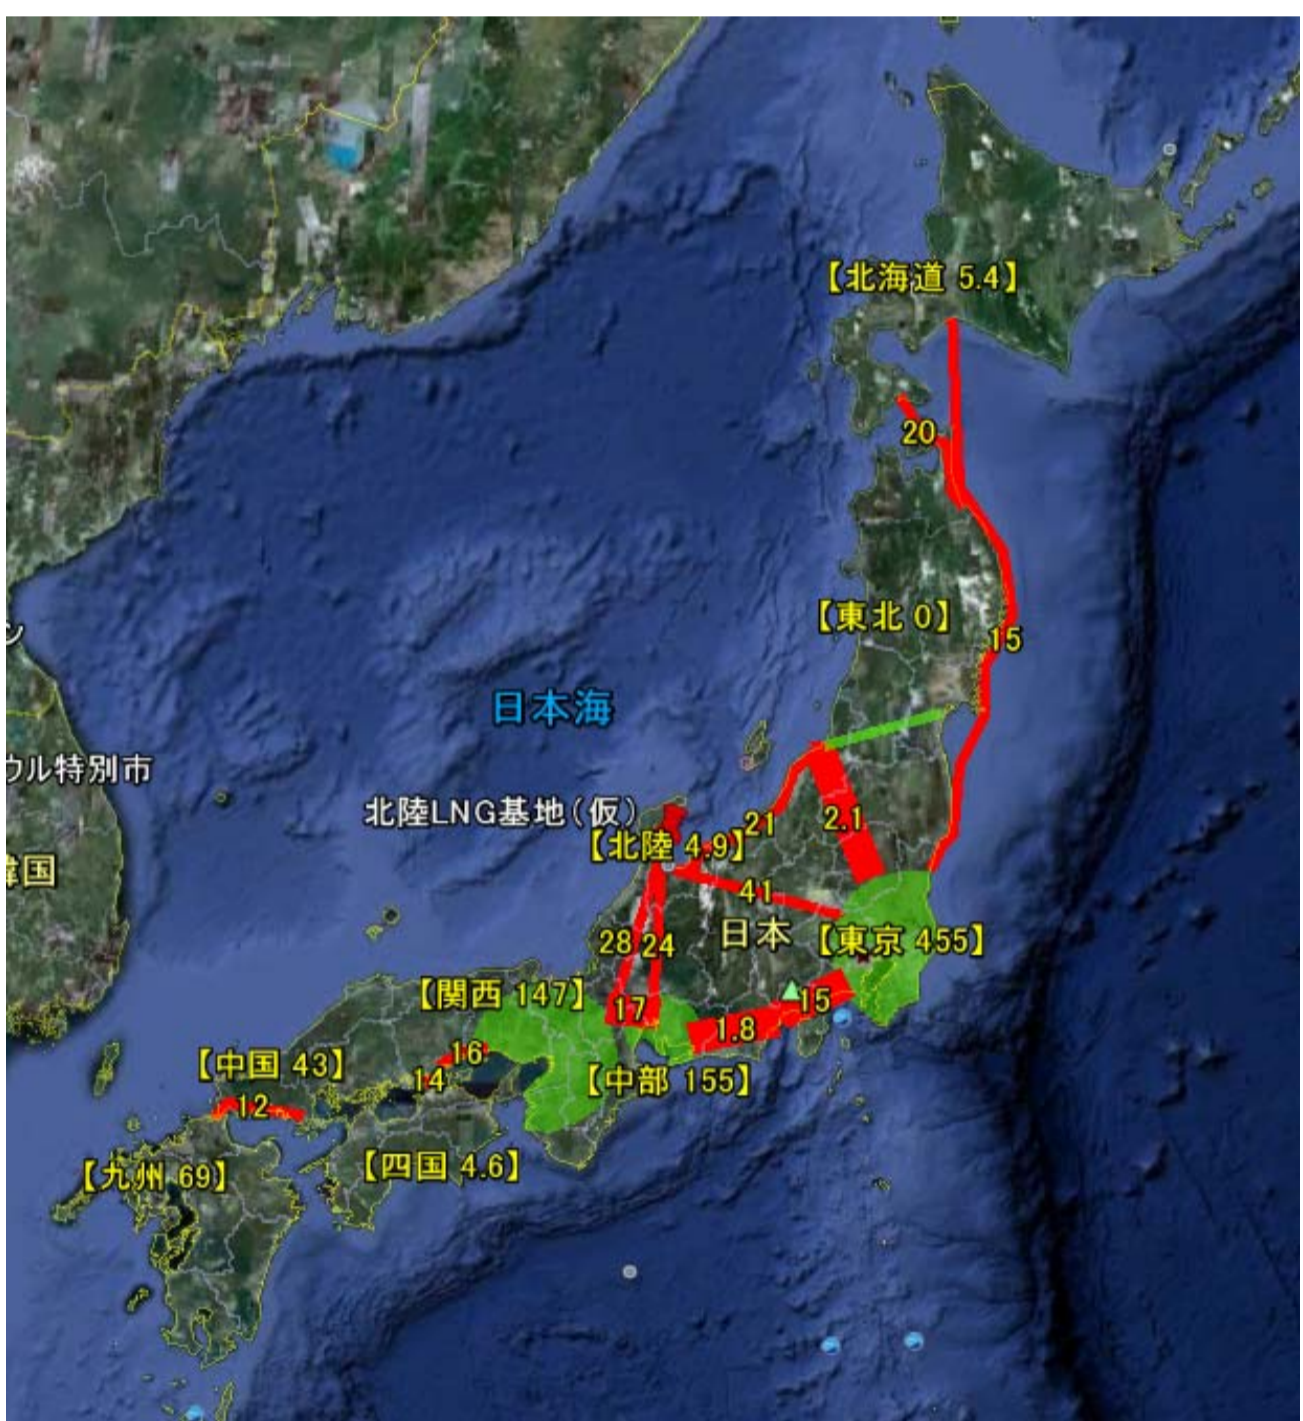 【北海道 5.4】
20
【東北 0】
15
日本海
ウル特別市
北陸LNG基地(仮)
21
2.1
【北陸 4.9】
韓国
41
28
24
日本
【東京 455】
【関西 147】
17
15
1.8
16
【中国 43】
14
【中部 155】
12
【四国 4.6】
【九州 69】